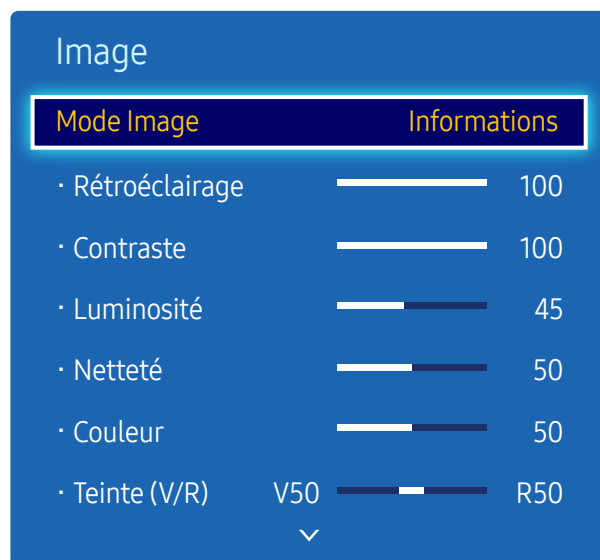 Image
Mode Image Informations
· Rétroéclairage 100
· Contraste 100
· Luminosité 45
· Netteté 50
· Couleur 50
· Teinte (V/R) V50 R50